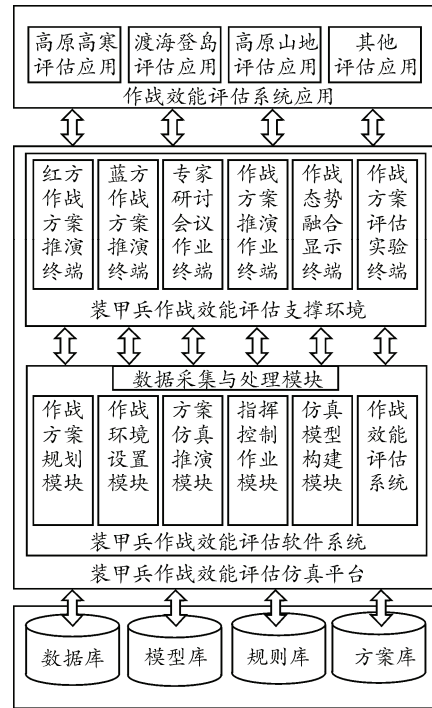 高原高寒 渡海登岛 高原山地 其他
评估应用 评估应用 评估应用 评估应用
作战效能评估系统应用
红方 蓝方 专家 作战 作战 作战
作战 作战 研讨 方案 态势 方案
方案 方案 会议 推演 融合 评估
推演 推演 作业 作业 显示 实验
终端 终端 终端 终端 终端 终端
装甲兵作战效能评估支撑环境
数据采集与处理模块
作战 作战 方案 指挥 仿真 作战
方案 环境 仿真 控制 模型 效能
规划 设置 推演 作业 构建 评估
模块 模块 模块 模块 模块 系统
装甲兵作战效能评估软件系统
装甲兵作战效能评估仿真平台
数据库 模型库 规则库 方案库